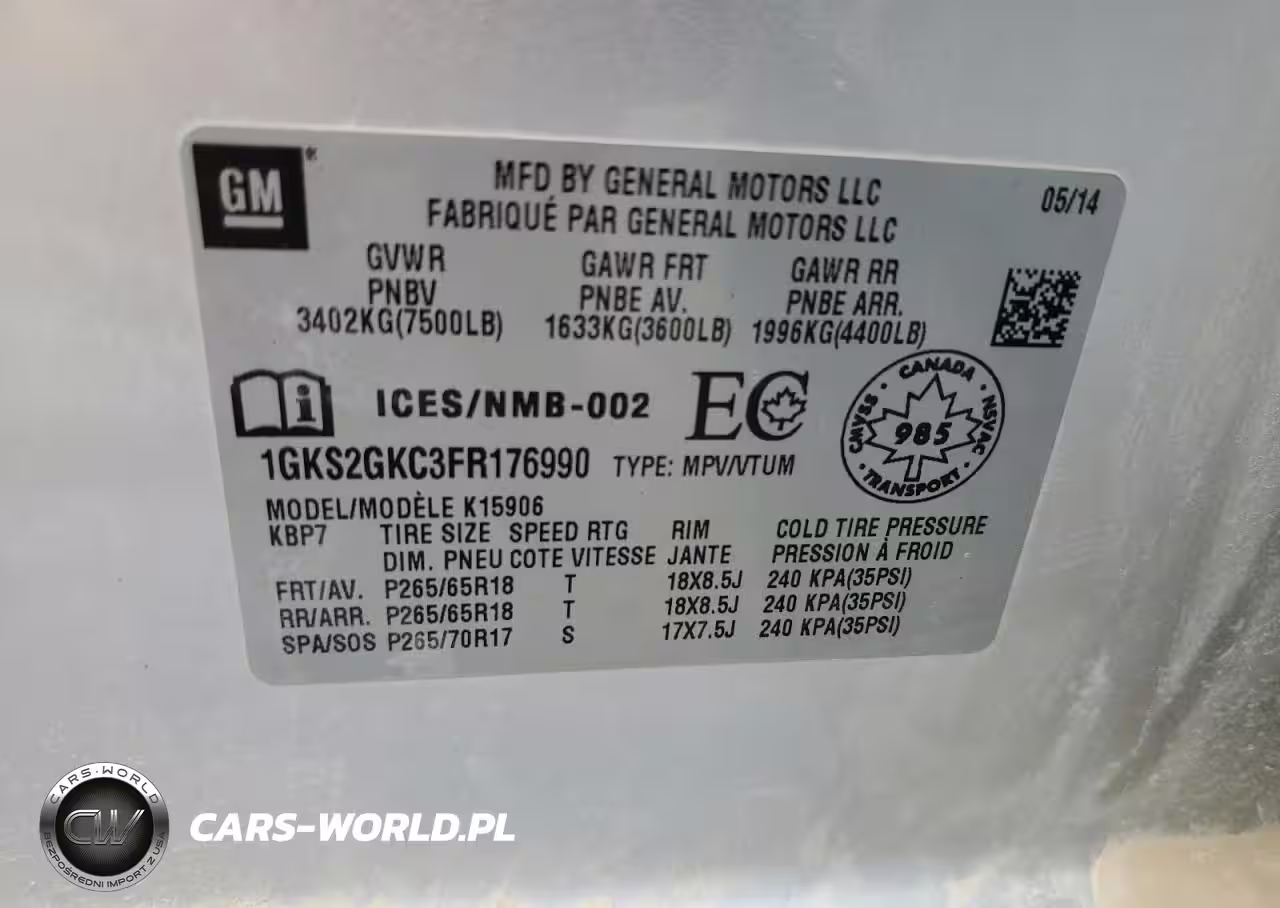 GM
MFD BY GENERAL MOTORS LLC
05/14
FABRIQUÉ PAR GENERAL MOTORS LLC
GVWR GAWR FRT GAWR RR
PNBV PNBE AV. PNBE ARR.
3402KG(7500LB) 1633KG(3600LB) 1996KG(4400LB)
i ICES/NMB-002 EC
CANADA
CMVSS 985 NSVAC
TRANSPORT
1GKS2GKC3FR176990 TYPE: MPV/VTUM
MODEL/MODÈLE K15906
KBP7 TIRE SIZE SPEED RTG RIM COLD TIRE PRESSURE
DIM. PNEU COTE VITESSE JANTE PRESSION À FROID
FRT/AV. P265/65R18 T 18X8.5J 240 KPA(35PSI)
RR/ARR. P265/65R18 T 18X8.5J 240 KPA(35PSI)
SPA/SOS P265/70R17 S 17X7.5J 240 KPA(35PSI)
CARS-WORLD
CW
BEZPOŚREDNI IMPORT Z USA
CARS-WORLD.PL